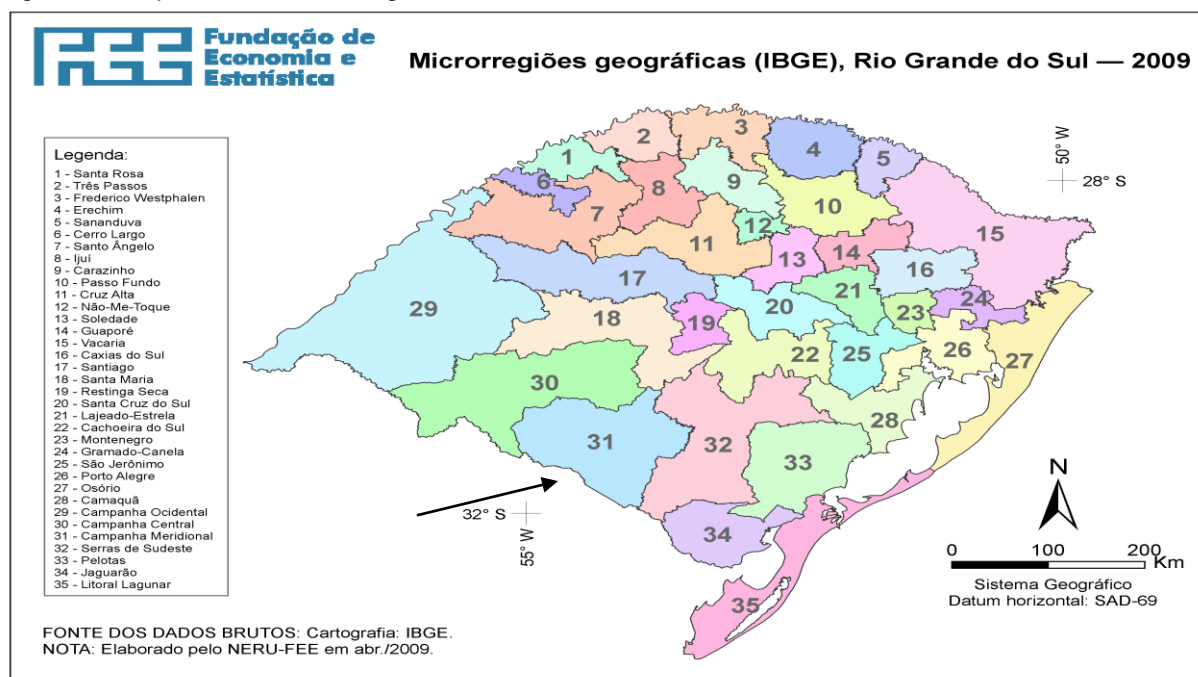 Fundação de
Economia e
Estatística
FEE
Microrregiões geográficas (IBGE), Rio Grande do Sul — 2009
Legenda:
1 - Santa Rosa
2 - Três Passos
3 - Frederico Westphalen
4 - Erechim
5 - Sananduva
6 - Cerro Largo
7 - Santo Ângelo
8 - Ijuí
9 - Carazinho
10 - Passo Fundo
11 - Cruz Alta
12 - Não-Me-Toque
13 - Soledade
14 - Guaporé
15 - Vacaria
16 - Caxias do Sul
17 - Santiago
18 - Santa Maria
19 - Restinga Seca
20 - Santa Cruz do Sul
21 - Lajeado-Estrela
22 - Cachoeira do Sul
23 - Montenegro
24 - Gramado-Canela
25 - São Jerônimo
26 - Porto Alegre
27 - Osório
28 - Camaquã
29 - Campanha Ocidental
30 - Campanha Central
31 - Campanha Meridional
32 - Serras de Sudeste
33 - Pelotas
34 - Jaguarão
35 - Litoral Lagunar
1
2
3
4
5
6
7
8
9
10
11
12
13
14
15
16
17
18
19
20
21
22
23
24
25
26
27
28
29
30
31
32
33
34
35
50° W
28° S
32° S
55° W
N
0 100 200 Km
Sistema Geográfico
Datum horizontal: SAD-69
FONTE DOS DADOS BRUTOS: Cartografia: IBGE.
NOTA: Elaborado pelo NERU-FEE em abr./2009.